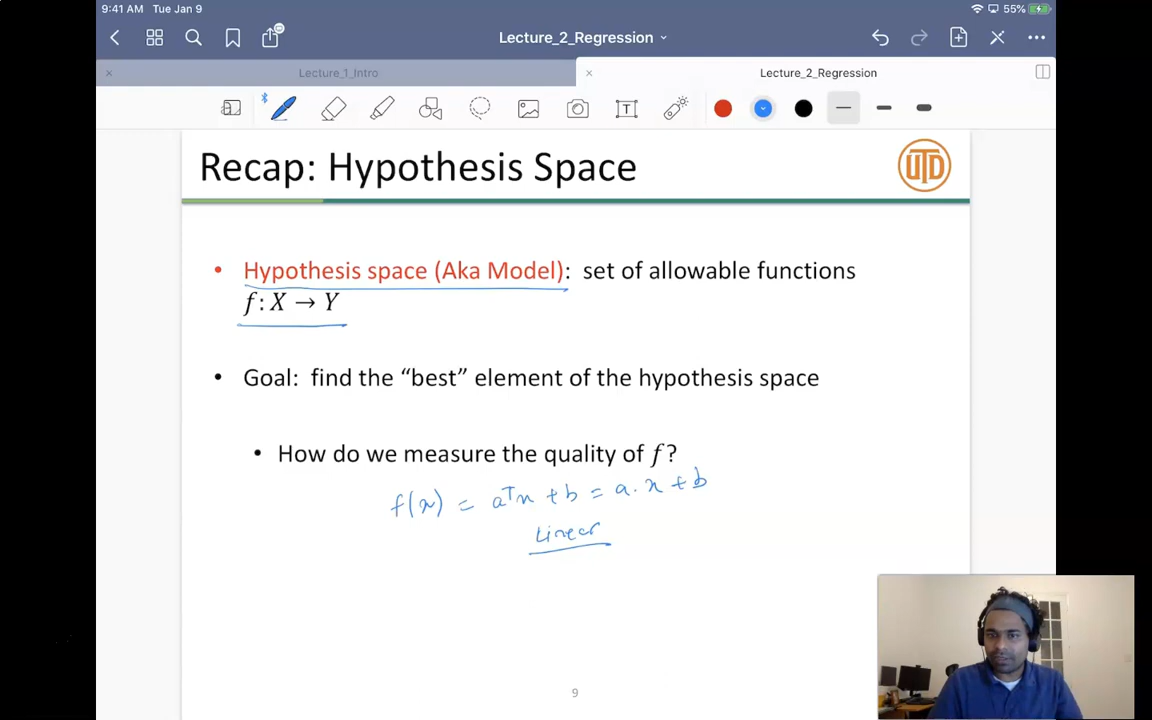 9:41 AM Tue Jan 9
55%
Lecture_2_Regression
Lecture_1_Intro
Lecture_2_Regression
T
Recap: Hypothesis Space
UTD
• Hypothesis space (Aka Model): set of allowable functions
f: X → Y
• Goal: find the “best” element of the hypothesis space
• How do we measure the quality of f?
f(x) = aᵀx + b = a. x + b
Linear
9